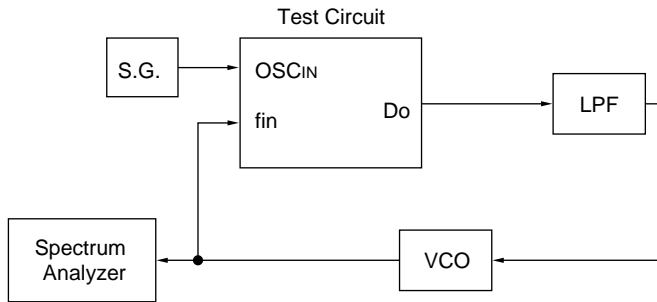 Test Circuit
S.G.
OSCIN
fin
Do
LPF
Spectrum
Analyzer
VCO